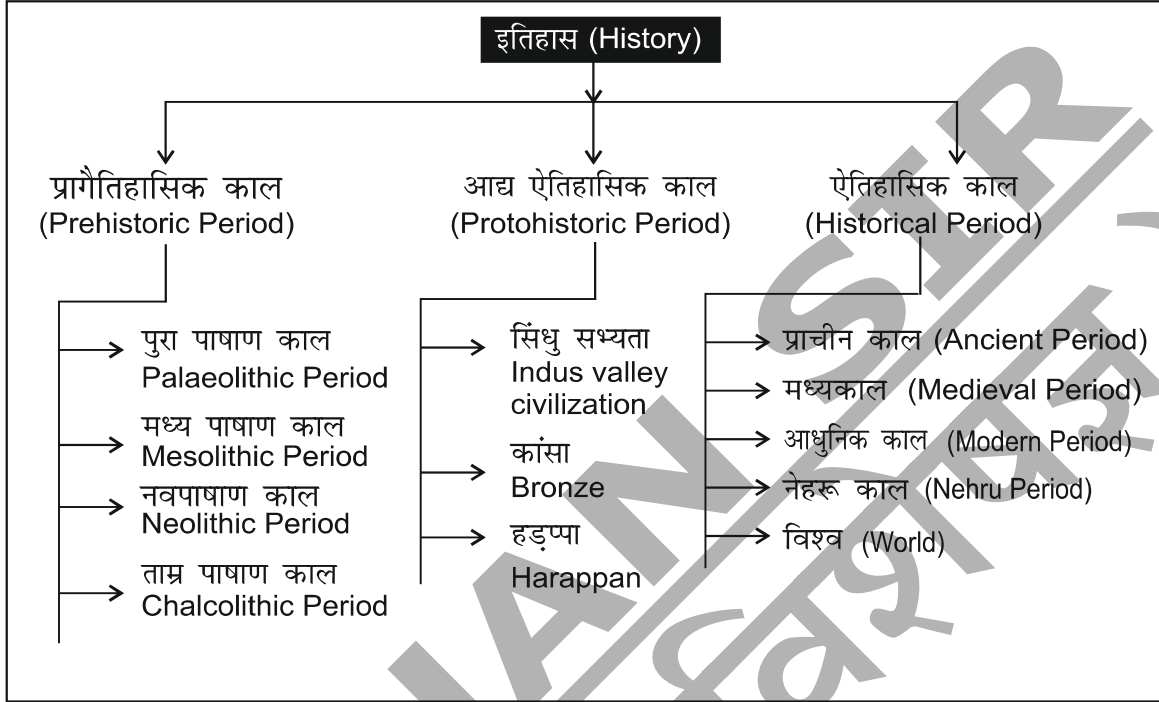 इतिहास (History)
प्रागैतिहासिक काल
(Prehistoric Period)
पुरा पाषाण काल
Palaeolithic Period
मध्य पाषाण काल
Mesolithic Period
नवपाषाण काल
Neolithic Period
ताम्र पाषाण काल
Chalcolithic Period
आद्य ऐतिहासिक काल
(Protohistoric Period)
सिंधु सभ्यता
Indus valley
civilization
कांसा
Bronze
हड़प्पा
Harappan
ऐतिहासिक काल
(Historical Period)
प्राचीन काल (Ancient Period)
मध्यकाल (Medieval Period)
आधुनिक काल (Modern Period)
नेहरू काल (Nehru Period)
विश्व (World)
SIR